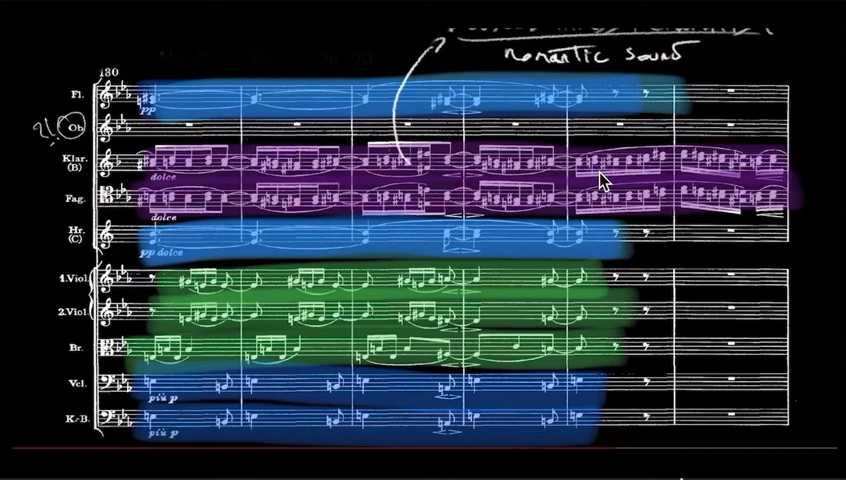 romantic sound
130
Fl.
pp
Ob.
Klar.
(B)
dolce
Fag.
dolce
Hr.
(C)
pp dolce
1.Viol.
2.Viol.
Br.
Vcl.
più p
K.-B.
più p